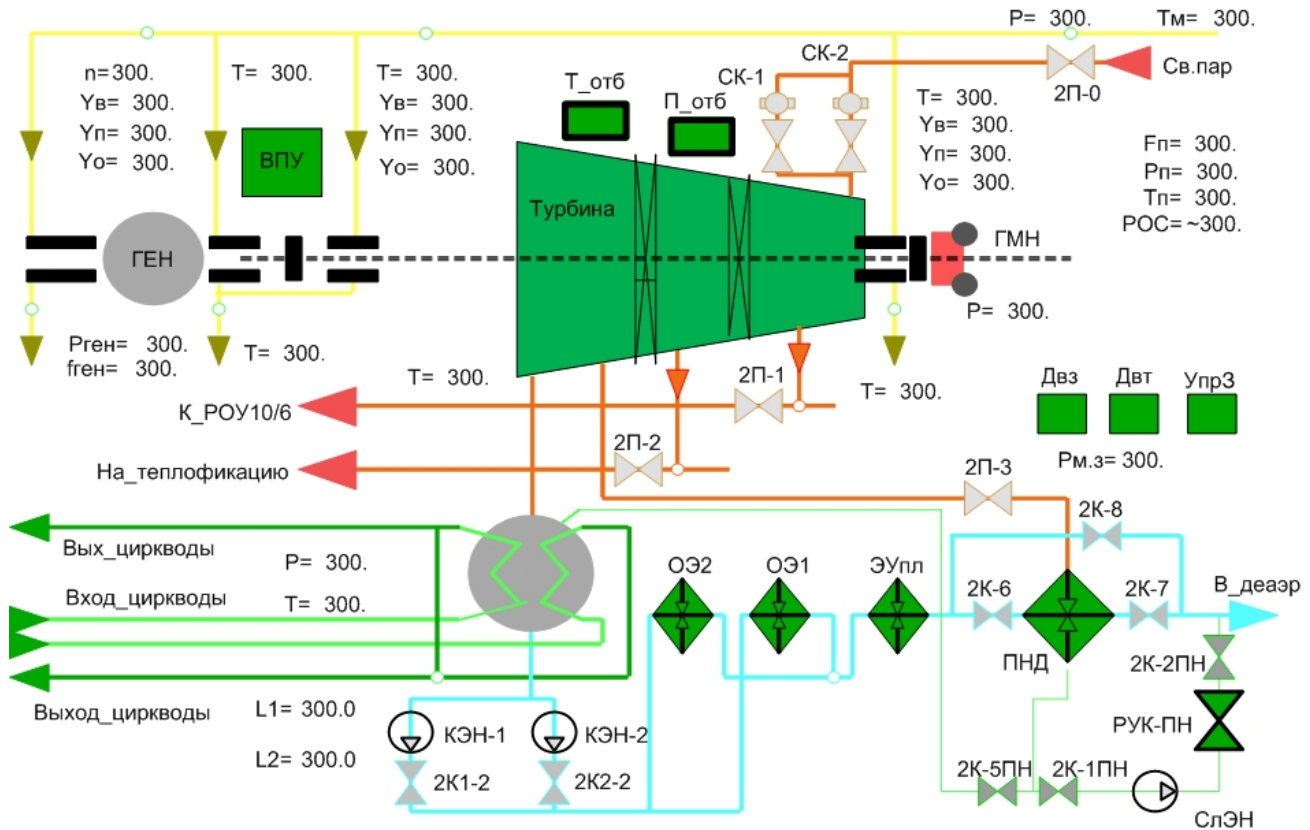 P= 300.
Tм= 300.
СК-2
СК-1
Св.пар
2П-0
n=300.
Yв= 300.
Yп= 300.
Yо= 300.
T= 300.
ВПУ
T= 300.
Yв= 300.
Yп= 300.
Yо= 300.
Т_отб
П_отб
T= 300.
Yв= 300.
Yп= 300.
Yо= 300.
Fп= 300.
Pп= 300.
Tп= 300.
РОС= ~300.
Турбина
ГЕН
ГМН
P= 300.
Pген= 300.
fген= 300.
T= 300.
T= 300.
2П-1
T= 300.
Двз
Двт
УпрЗ
К_РОУ10/6
2П-2
На_теплофикацию
Рм.з= 300.
2П-3
2К-8
Вых_циркводы
P= 300.
ОЭ2
ОЭ1
ЭУпл
2К-6
2К-7
В_деаэр
Вход_циркводы
T= 300.
ПНД
2К-2ПН
Выход_циркводы
L1= 300.0
КЭН-1
КЭН-2
РУК-ПН
L2= 300.0
2К1-2
2К2-2
2К-5ПН
2К-1ПН
СлЭН